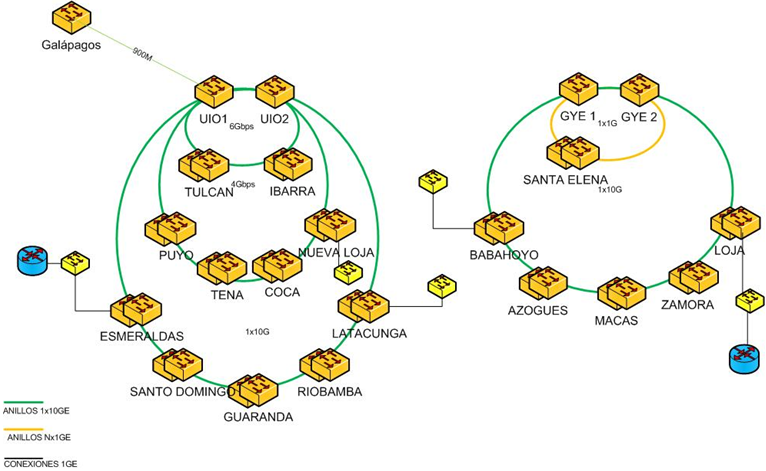 Galápagos
900M
UIO1
UIO2
6Gbps
GYE 1
GYE 2
1x1G
TULCAN
4Gbps
IBARRA
SANTA ELENA
1x10G
PUYO
NUEVA LOJA
BABAHOYO
LOJA
TENA
COCA
AZOGUES
MACAS
ZAMORA
ESMERALDAS
1x10G
LATACUNGA
SANTO DOMINGO
RIOBAMBA
GUARANDA
ANILLOS 1x10GE
ANILLOS Nx1GE
CONEXIONES 1GE